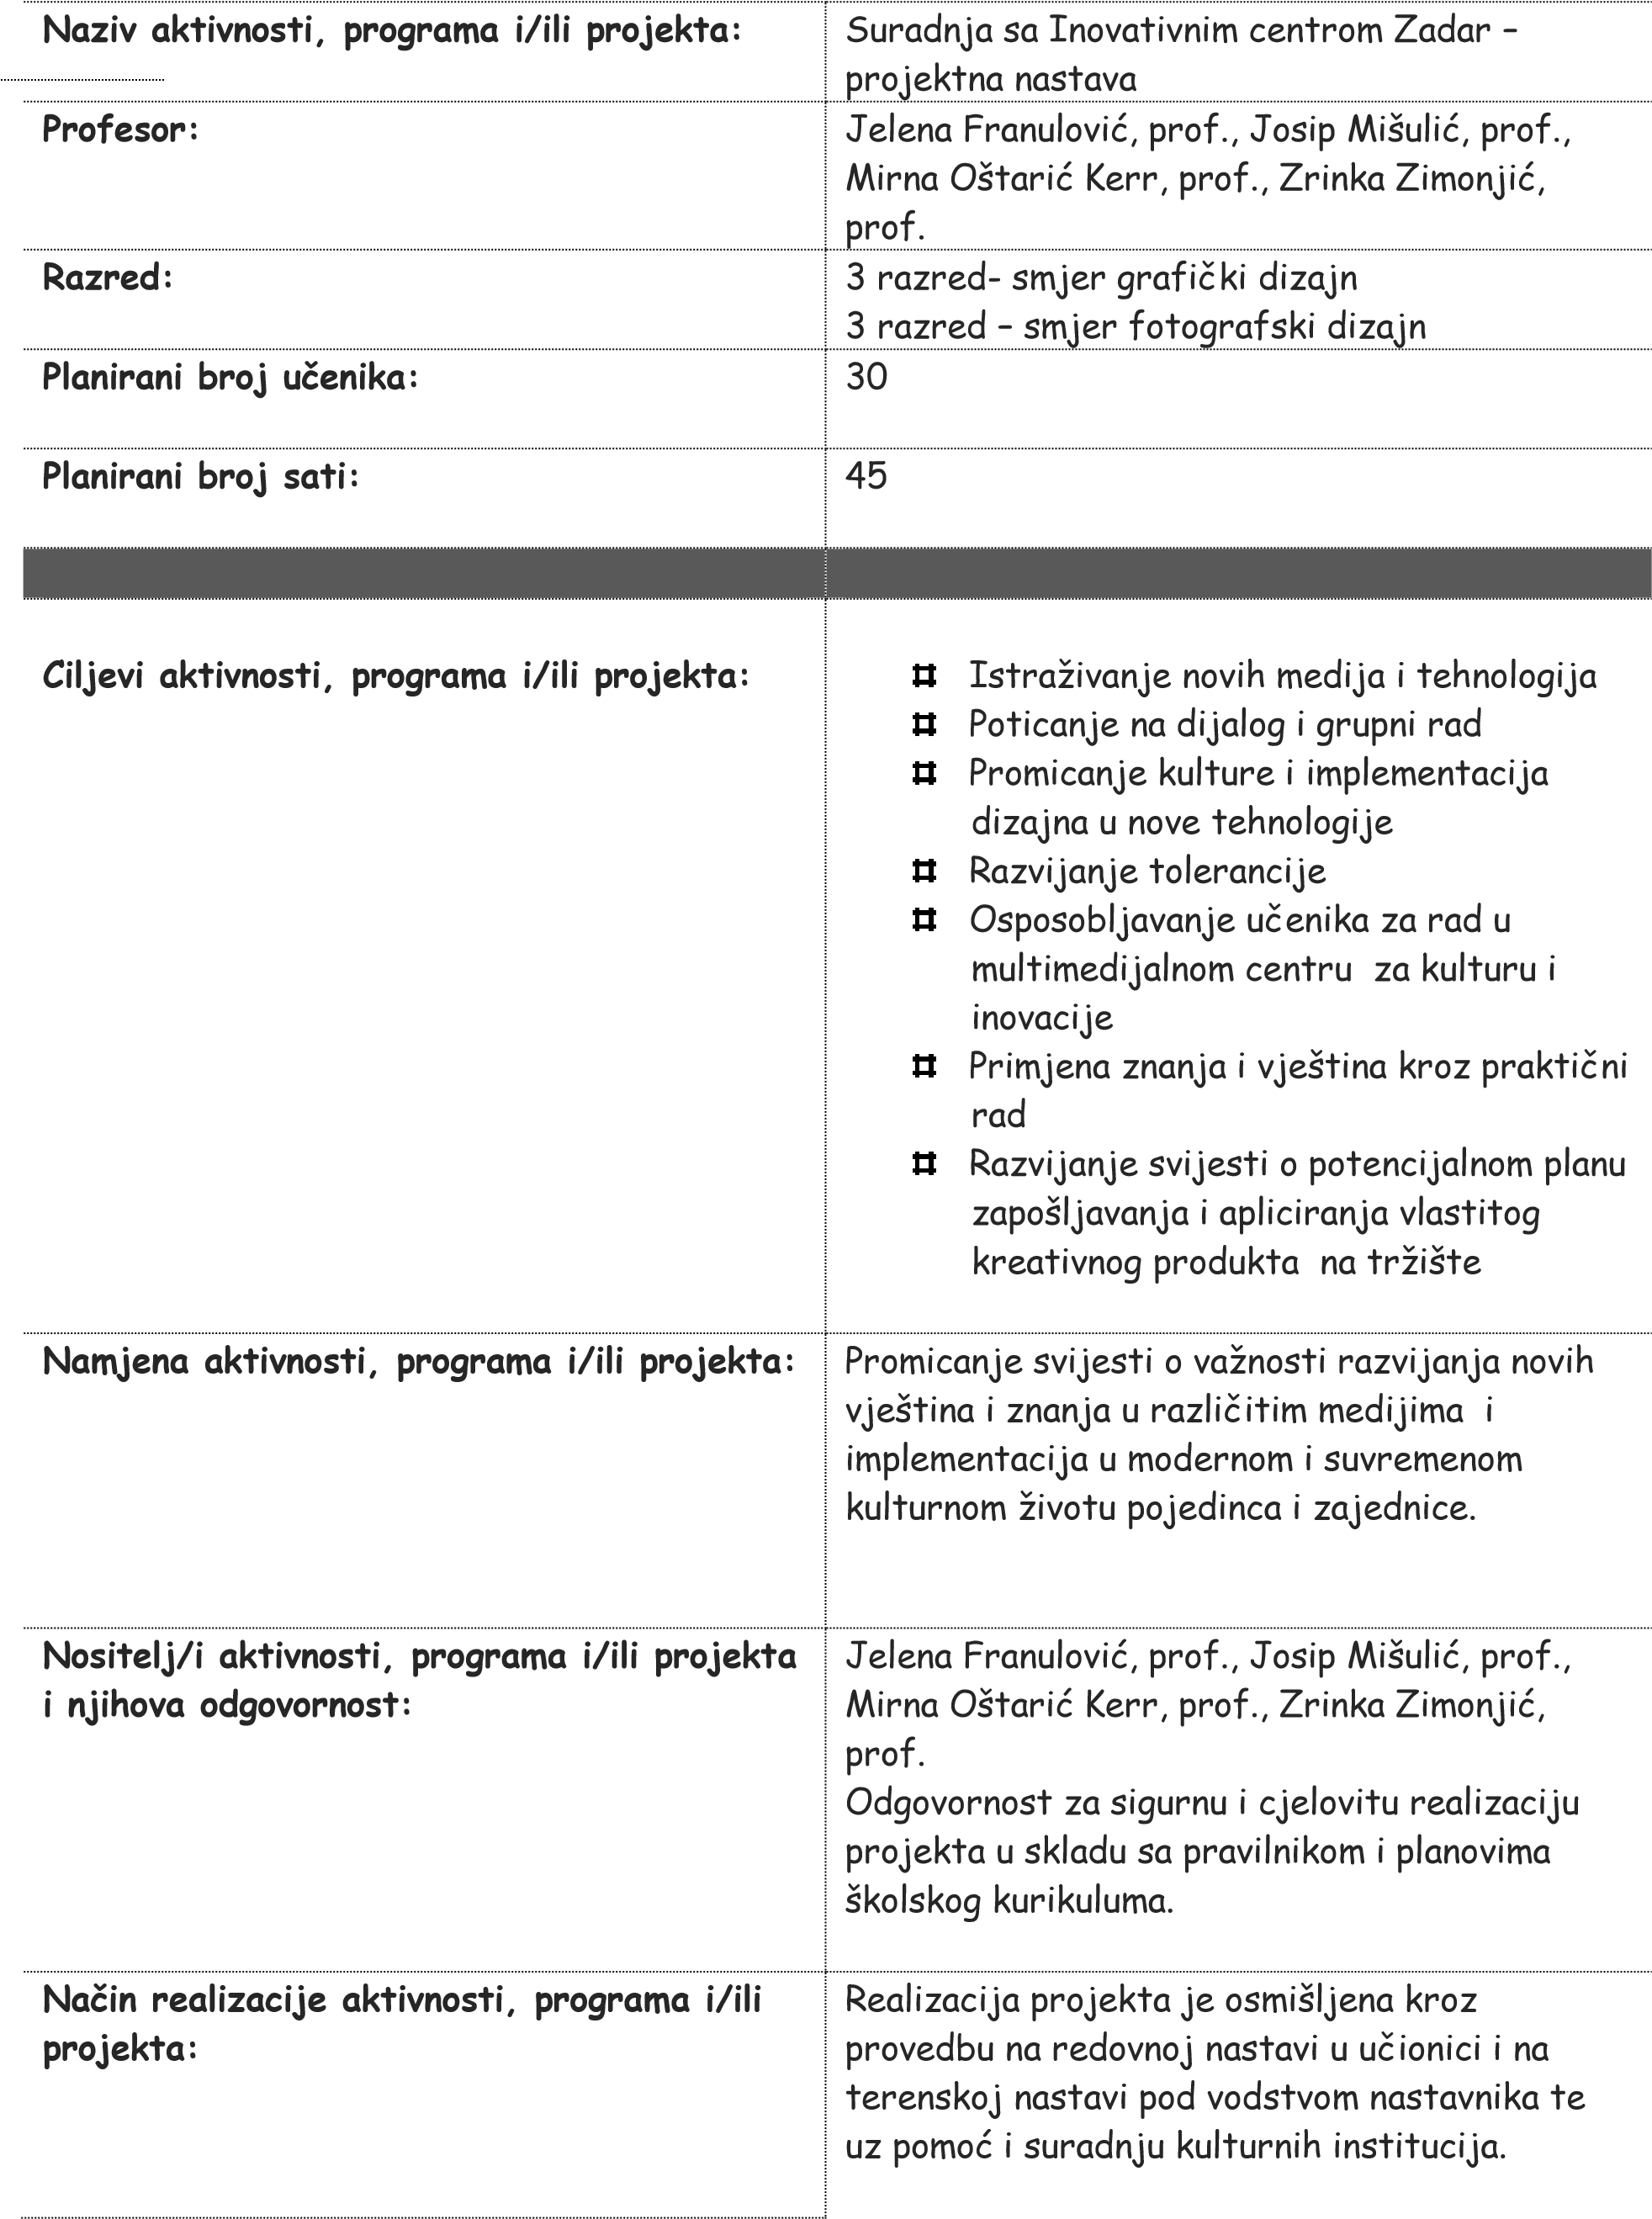 Naziv aktivnosti, programa i/ili projekta:
Suradnja sa Inovativnim centrom Zadar –
projektna nastava
Profesor:
Jelena Franulović, prof., Josip Mišulić, prof.,
Mirna Oštarić Kerr, prof., Zrinka Zimonjić,
prof.
Razred:
3 razred- smjer grafički dizajn
3 razred – smjer fotografski dizajn
Planirani broj učenika:
30
Planirani broj sati:
45
Ciljevi aktivnosti, programa i/ili projekta:
Istraživanje novih medija i tehnologija
Poticanje na dijalog i grupni rad
Promicanje kulture i implementacija
dizajna u nove tehnologije
Razvijanje tolerancije
Osposobljavanje učenika za rad u
multimedijalnom centru  za kulturu i
inovacije
Primjena znanja i vještina kroz praktični
rad
Razvijanje svijesti o potencijalnom planu
zapošljavanja i apliciranja vlastitog
kreativnog produkta  na tržište
Namjena aktivnosti, programa i/ili projekta:
Promicanje svijesti o važnosti razvijanja novih
vještina i znanja u različitim medijima  i
implementacija u modernom i suvremenom
kulturnom životu pojedinca i zajednice.
Nositelj/i aktivnosti, programa i/ili projekta
i njihova odgovornost:
Jelena Franulović, prof., Josip Mišulić, prof.,
Mirna Oštarić Kerr, prof., Zrinka Zimonjić,
prof.
Odgovornost za sigurnu i cjelovitu realizaciju
projekta u skladu sa pravilnikom i planovima
školskog kurikuluma.
Način realizacije aktivnosti, programa i/ili
projekta:
Realizacija projekta je osmišljena kroz
provedbu na redovnoj nastavi u učionici i na
terenskoj nastavi pod vodstvom nastavnika te
uz pomoć i suradnju kulturnih institucija.